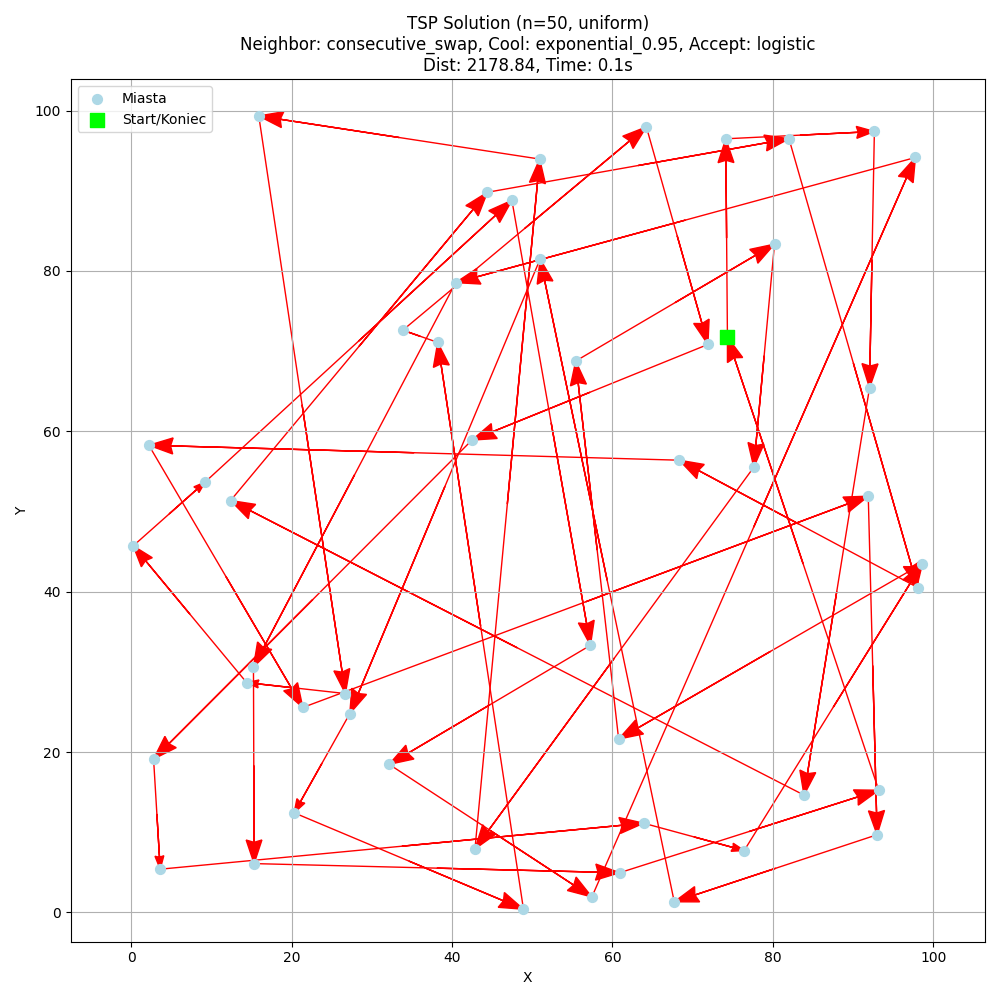 TSP Solution (n=50, uniform)
Neighbor: consecutive_swap, Cool: exponential_0.95, Accept: logistic
Dist: 2178.84, Time: 0.1s
Miasta
Start/Koniec
100
80
60
40
20
0
Y
0 20 40 60 80 100
X